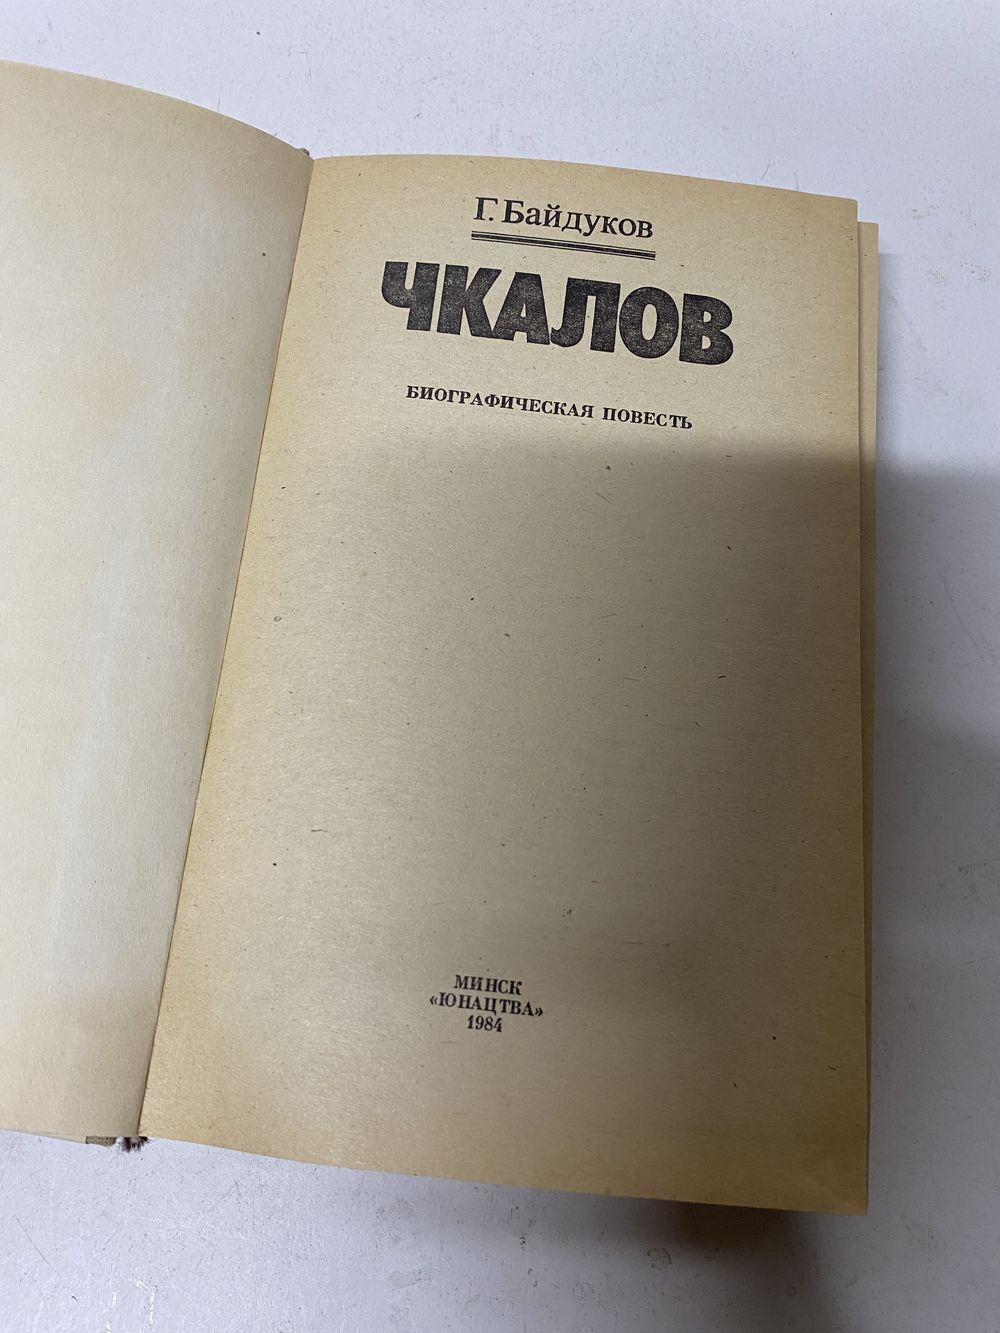 Г. Байдуков
ЧКАЛОВ
БИОГРАФИЧЕСКАЯ ПОВЕСТЬ
МИНСК
«ЮНАЦТВА»
1984